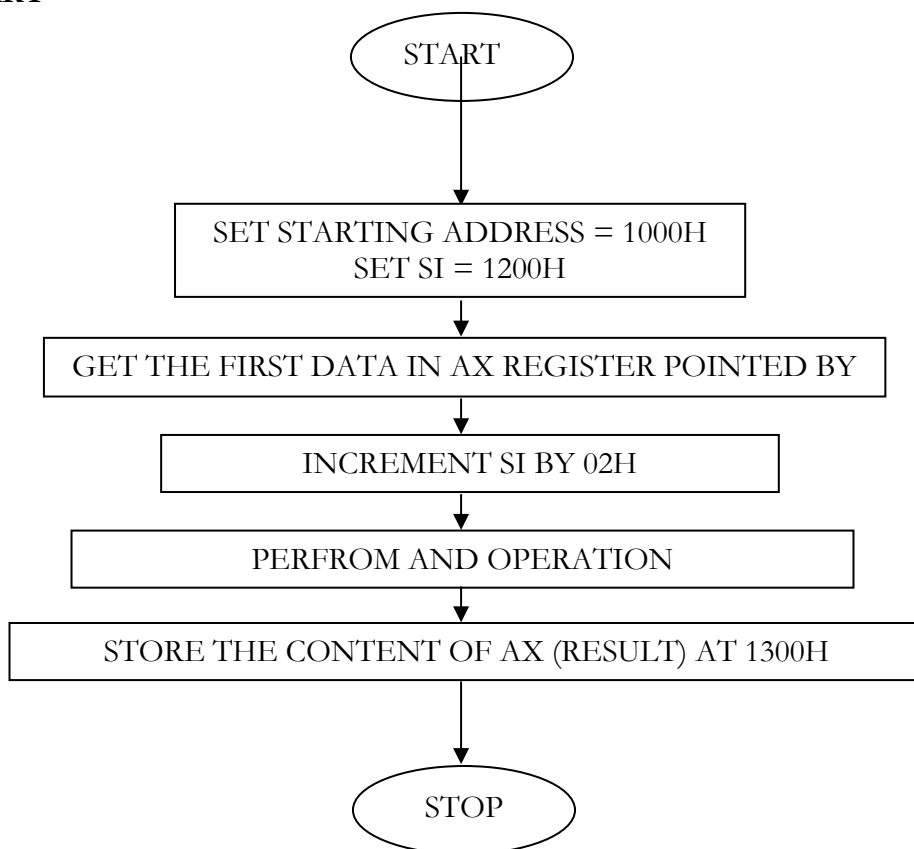 START
SET STARTING ADDRESS = 1000H
SET SI = 1200H
GET THE FIRST DATA IN AX REGISTER POINTED BY
INCREMENT SI BY 02H
PERFROM AND OPERATION
STORE THE CONTENT OF AX (RESULT) AT 1300H
STOP